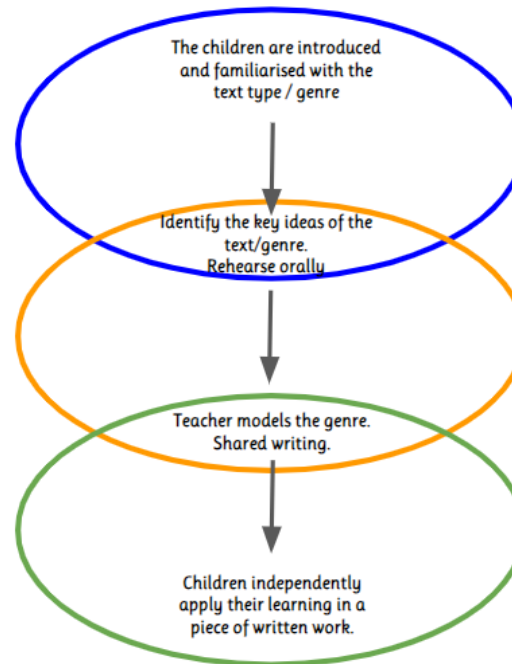 The children are introduced
and familiarised with the
text type / genre
Identify the key ideas of the
text/genre.
Rehearse orally
Teacher models the genre.
Shared writing.
Children independently
apply their learning in a
piece of written work.